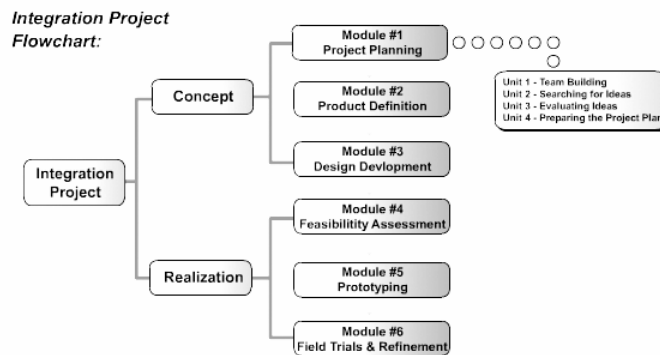 Integration Project
Flowchart:
Module #1
Project Planning
Unit 1 - Team Building
Unit 2 - Searching for Ideas
Unit 3 - Evaluating Ideas
Unit 4 - Preparing the Project Plan
Concept
Module #2
Product Definition
Module #3
Design Devlopment
Integration
Project
Module #4
Feasibilitity Assessment
Realization
Module #5
Prototyping
Module #6
Field Trials & Refinement